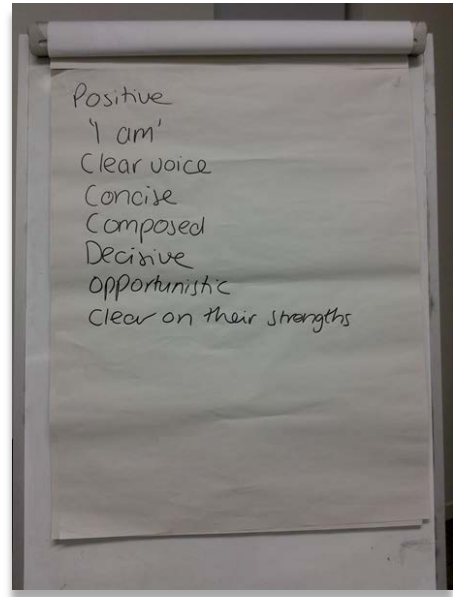 Positive
'I am'
Clear voice
Concise
Composed
Decisive
opportunistic
Clear on their strengths